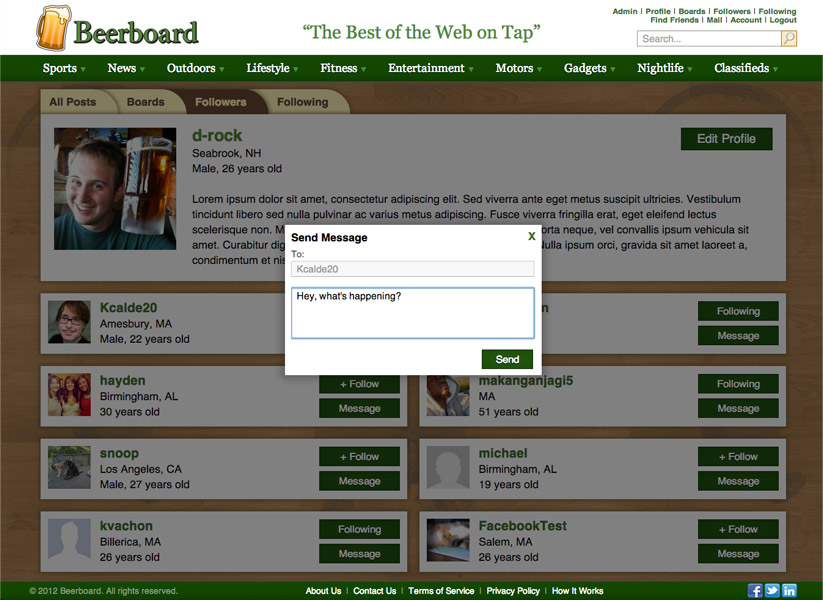 Beerboard
“The Best of the Web on Tap”
Admin | Profile | Boards | Followers | Following
Find Friends | Mail | Account | Logout
Search...
Sports News Outdoors Lifestyle Fitness Entertainment Motors Gadgets Nightlife Classifieds
All Posts Boards Followers Following
d-rock
Edit Profile
Seabrook, NH
Male, 26 years old
Lorem ipsum dolor sit amet, consectetur adipiscing elit. Sed viverra ante eget metus suscipit ultricies. Vestibulum
tincidunt libero sed nulla pulvinar ac varius metus adipiscing. Fusce viverra fringilla erat, eget eleifend lectus
scelerisque non. M orta neque, vel convallis ipsum vehicula sit
amet. Curabitur dig Nulla ipsum orci, gravida sit amet laoreet a,
condimentum et nis
Send Message X
To:
Kcalde20
Hey, what's happening?
Send
Kcalde20
Amesbury, MA
Male, 22 years old
n
Following
Message
hayden
Birmingham, AL
30 years old
+ Follow
Message
makanganjagi5
MA
51 years old
Following
Message
snoop
Los Angeles, CA
Male, 27 years old
+ Follow
Message
michael
Birmingham, AL
19 years old
+ Follow
Message
kvachon
Billerica, MA
26 years old
Following
Message
FacebookTest
Salem, MA
26 years old
+ Follow
Message
© 2012 Beerboard. All rights reserved.
About Us | Contact Us | Terms of Service | Privacy Policy | How It Works